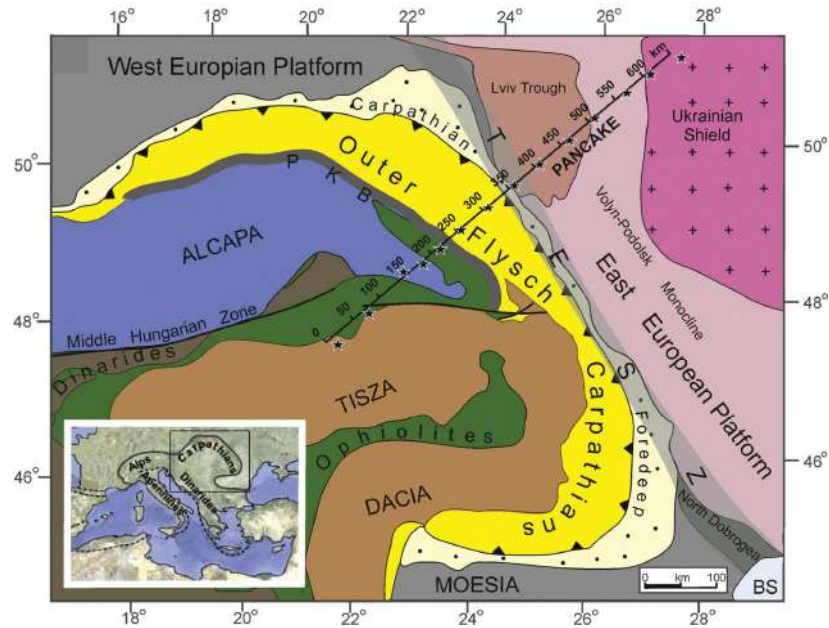 16° 18° 20° 22° 24° 26° 28°
West Europian Platform
Lviv Trough
km
600
550
500
450
400
350
300
250
200
150
100
50
0
PANCAKE
Ukrainian
Shield
Carpathian
Foredeep
T E S Z
50°
50°
Outer
Flysch
Carpathians
PKB
ALCAPA
Volyn-Podolsk
Monocline
East
European Platform
48°
48°
Middle Hungarian Zone
Dinarides
TISZA
Ophiolites
46°
46°
DACIA
Alps
Carpathians
Apennines
Dinarides
North Dobrogea
MOESIA
0 km 100
BS
18° 20° 22° 24° 26° 28°